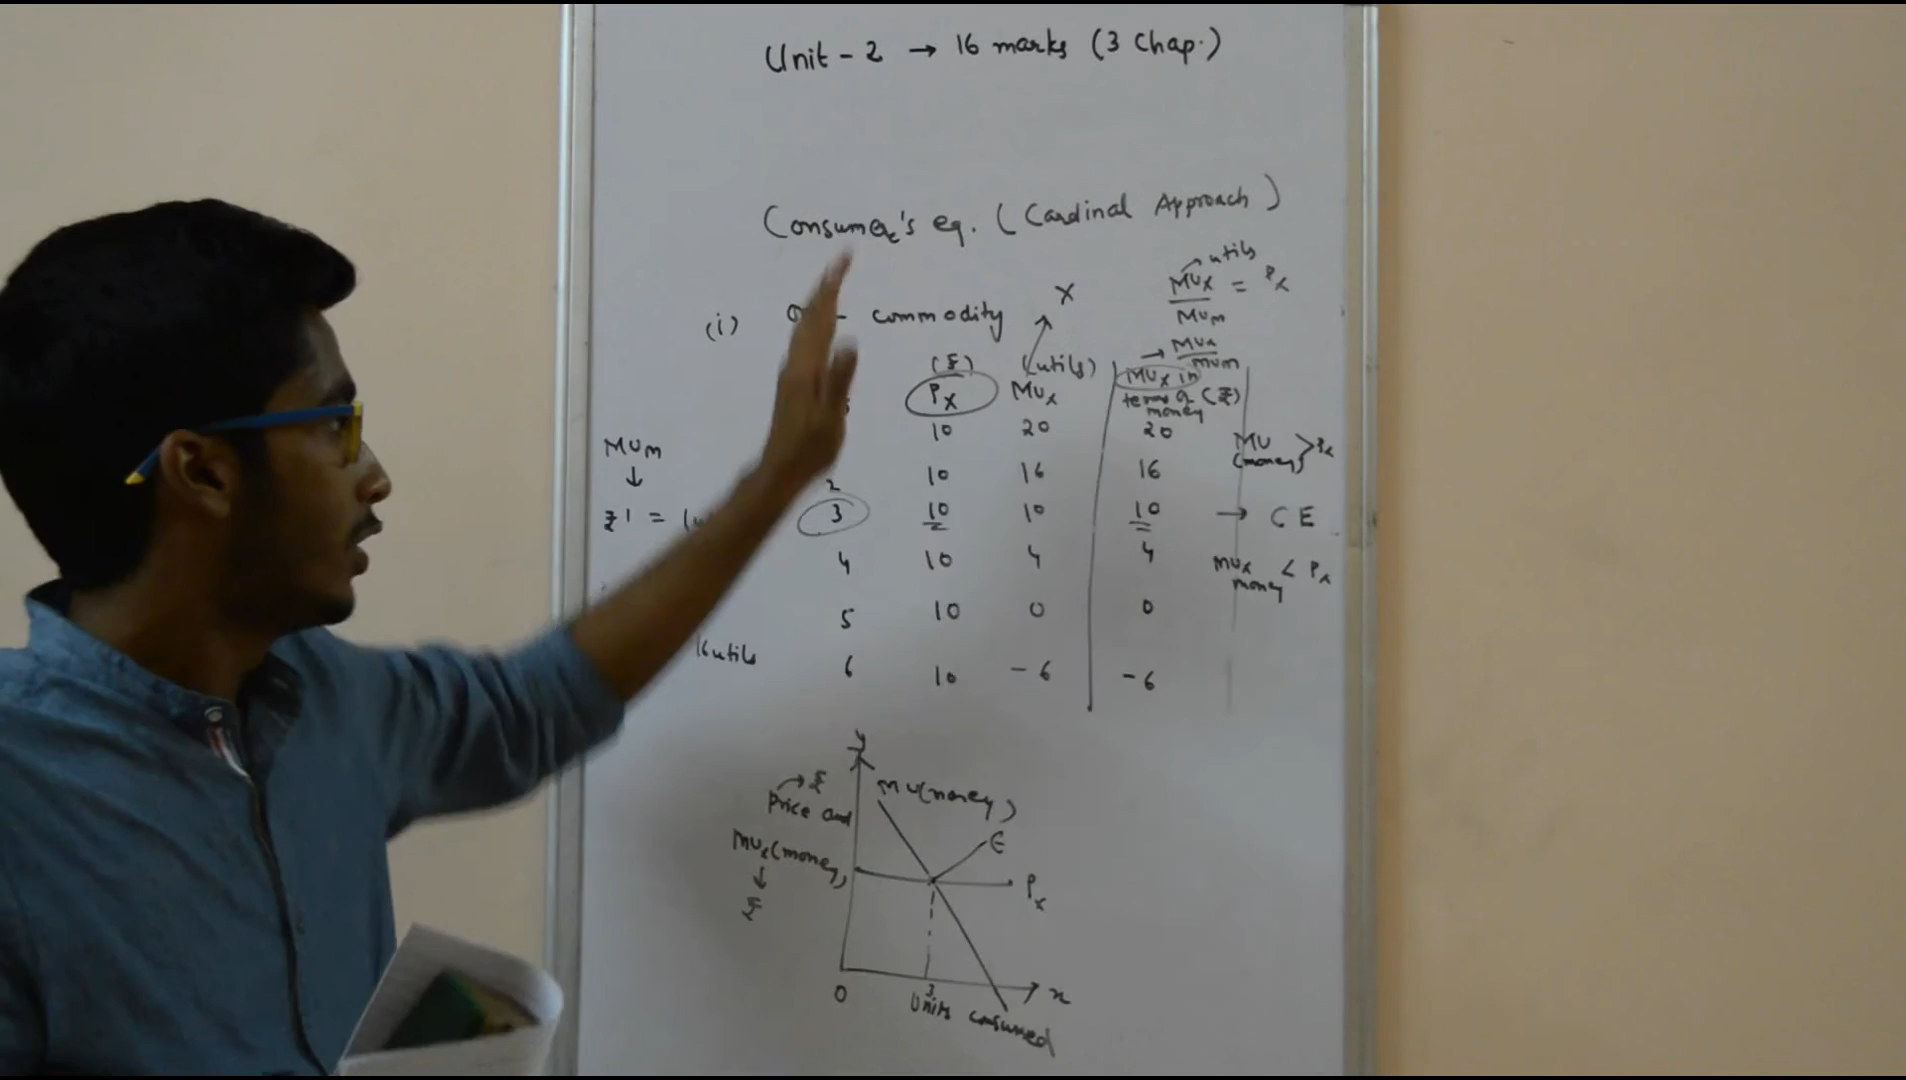 Unit - 2 → 16 marks (3 Chap.)
Consumer's eq. (Cardinal Approach)
(i) commodity X
MUx → utils
MUm = Px
(₹) (utils) → MUx
MUm
Px MUx MUx in
terms of (₹)
money
10 20 20 MU
(money) > Px
MUm
↓
2 10 16 16
₹1 = 3 10 10 10 → CE
4 10 4 4 MUx
money < Px
5 10 0 0
16 utils
6 10 -6 -6
y
→ ₹
Price and
MU(money)
MUx(money)
↓
₹
E
Px
0 3 x
Units consumed